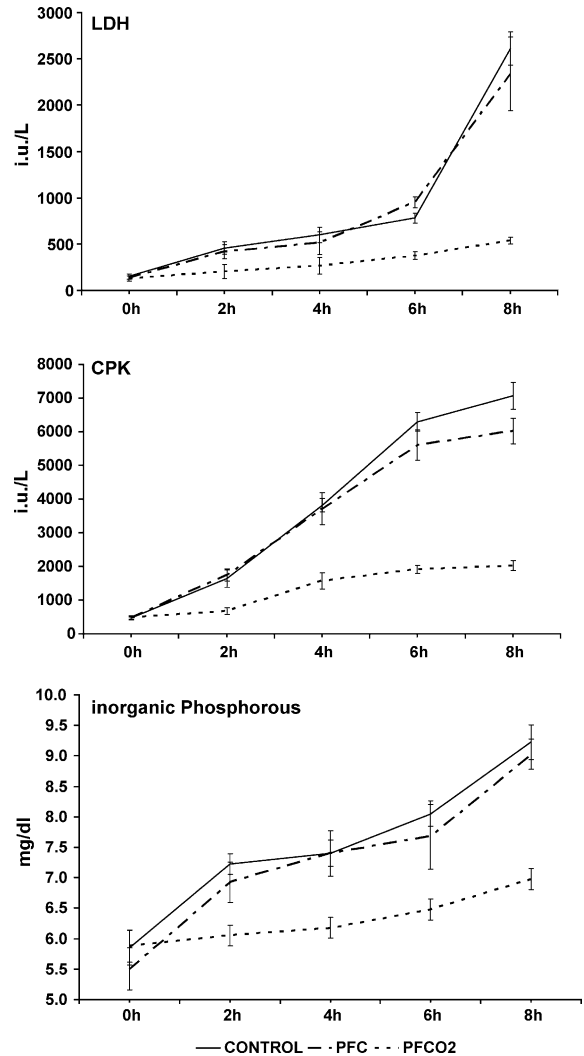 LDH
i.u./L
3000
2500
2000
1500
1000
500
0
0h 2h 4h 6h 8h
CPK
i.u./L
8000
7000
6000
5000
4000
3000
2000
1000
0
0h 2h 4h 6h 8h
inorganic Phosphorous
mg/dl
10.0
9.5
9.0
8.5
8.0
7.5
7.0
6.5
6.0
5.5
5.0
0h 2h 4h 6h 8h
CONTROL PFC PFCO2